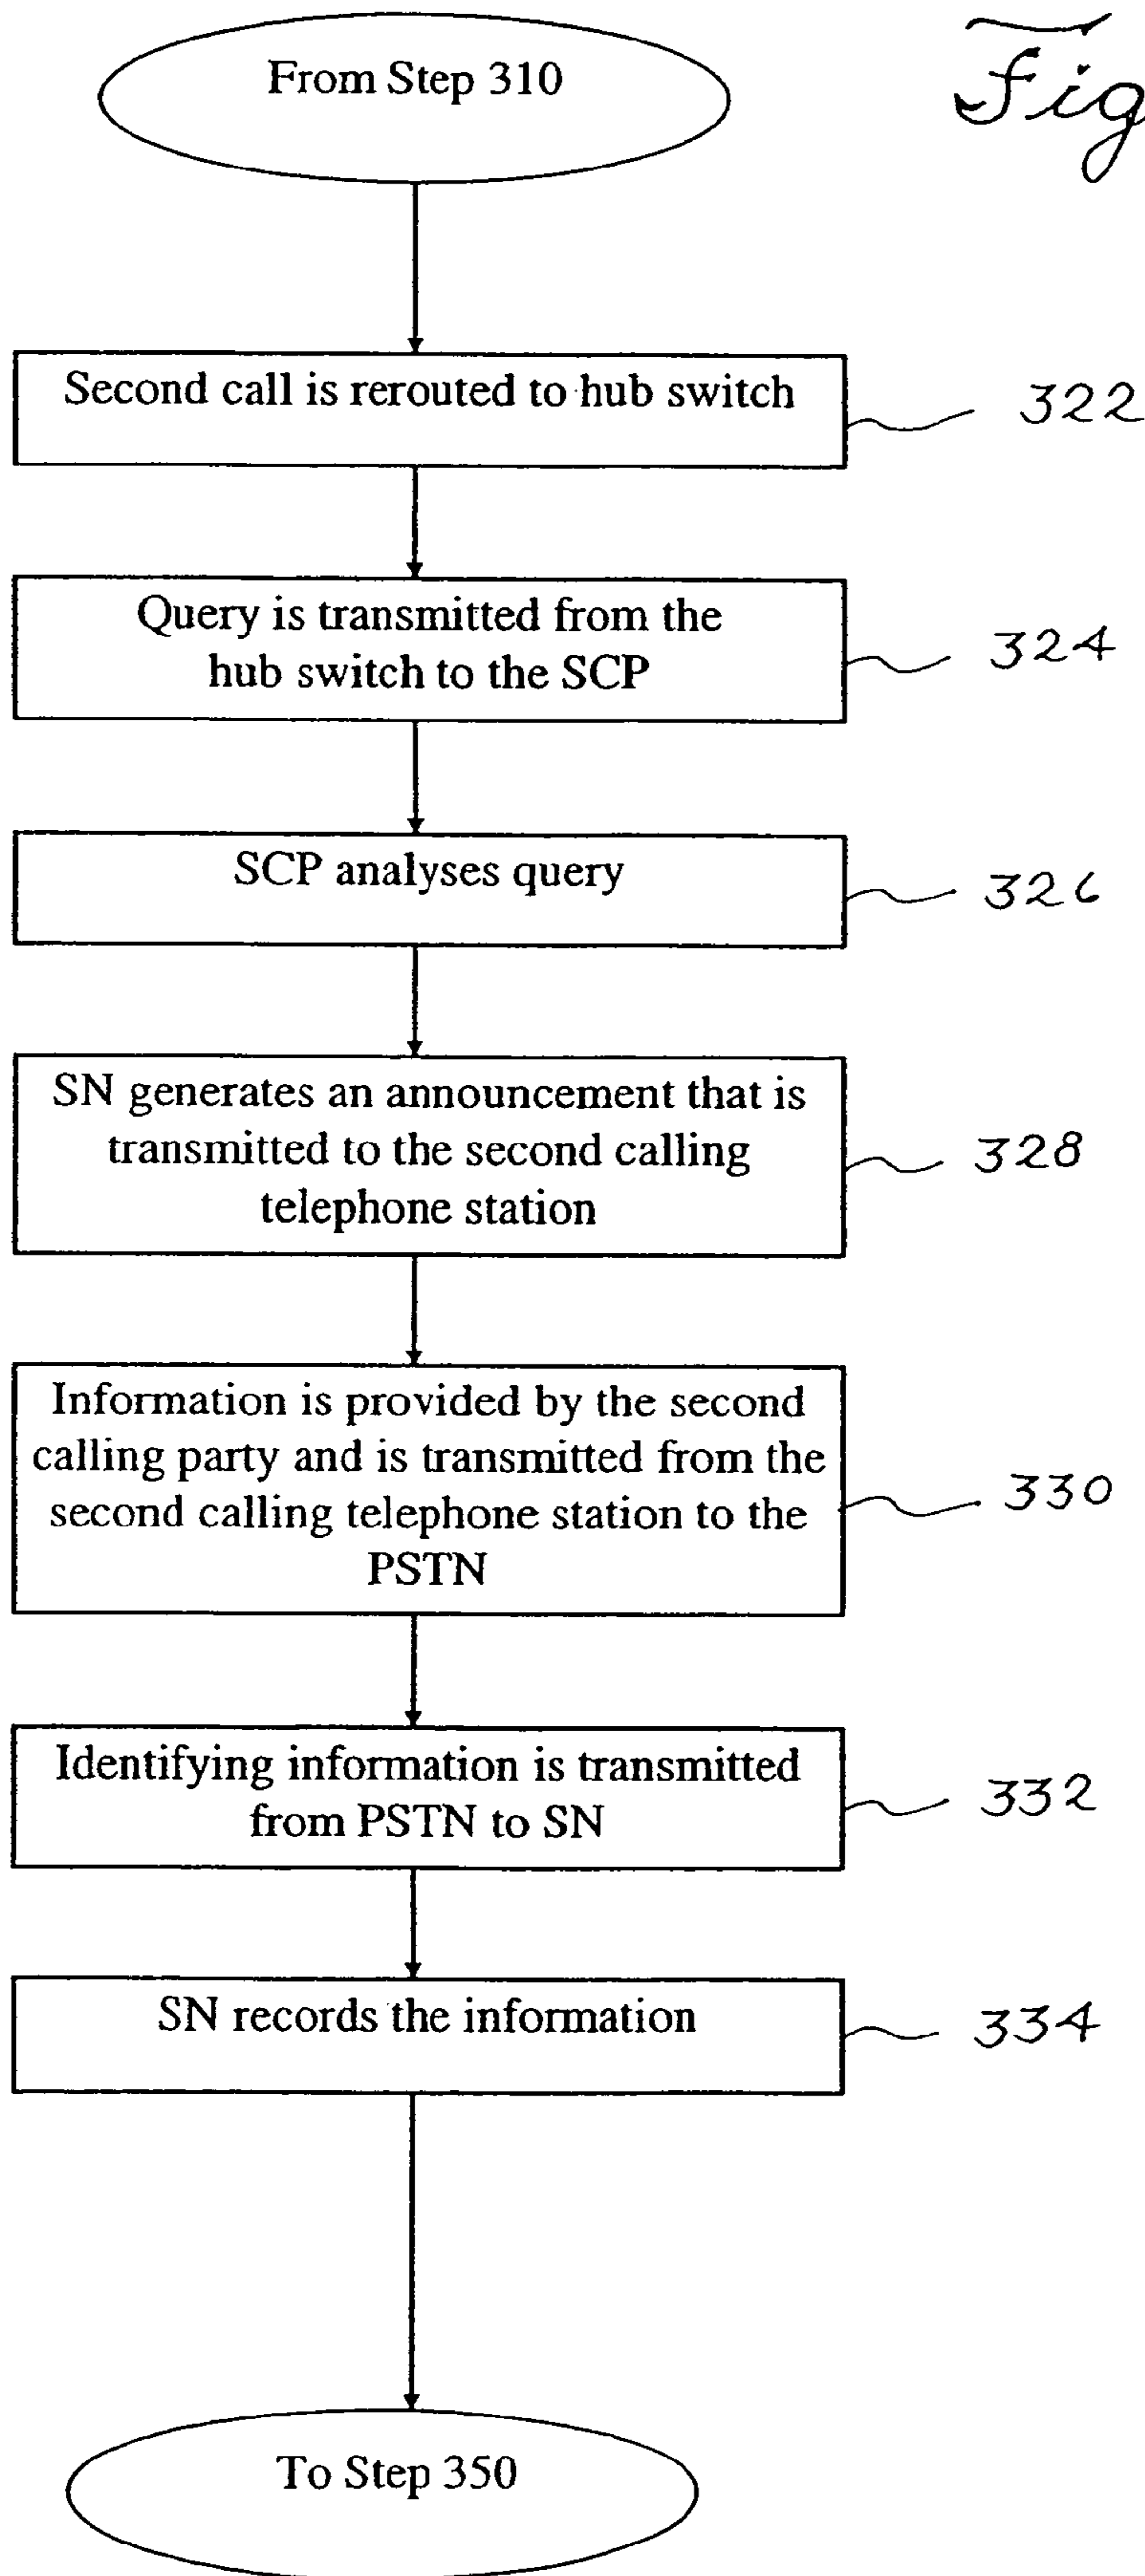 Fig
From Step 310
Second call is rerouted to hub switch
322
Query is transmitted from the
hub switch to the SCP
324
SCP analyses query
326
SN generates an announcement that is
transmitted to the second calling
telephone station
328
Information is provided by the second
calling party and is transmitted from the
second calling telephone station to the
PSTN
330
Identifying information is transmitted
from PSTN to SN
332
SN records the information
334
To Step 350